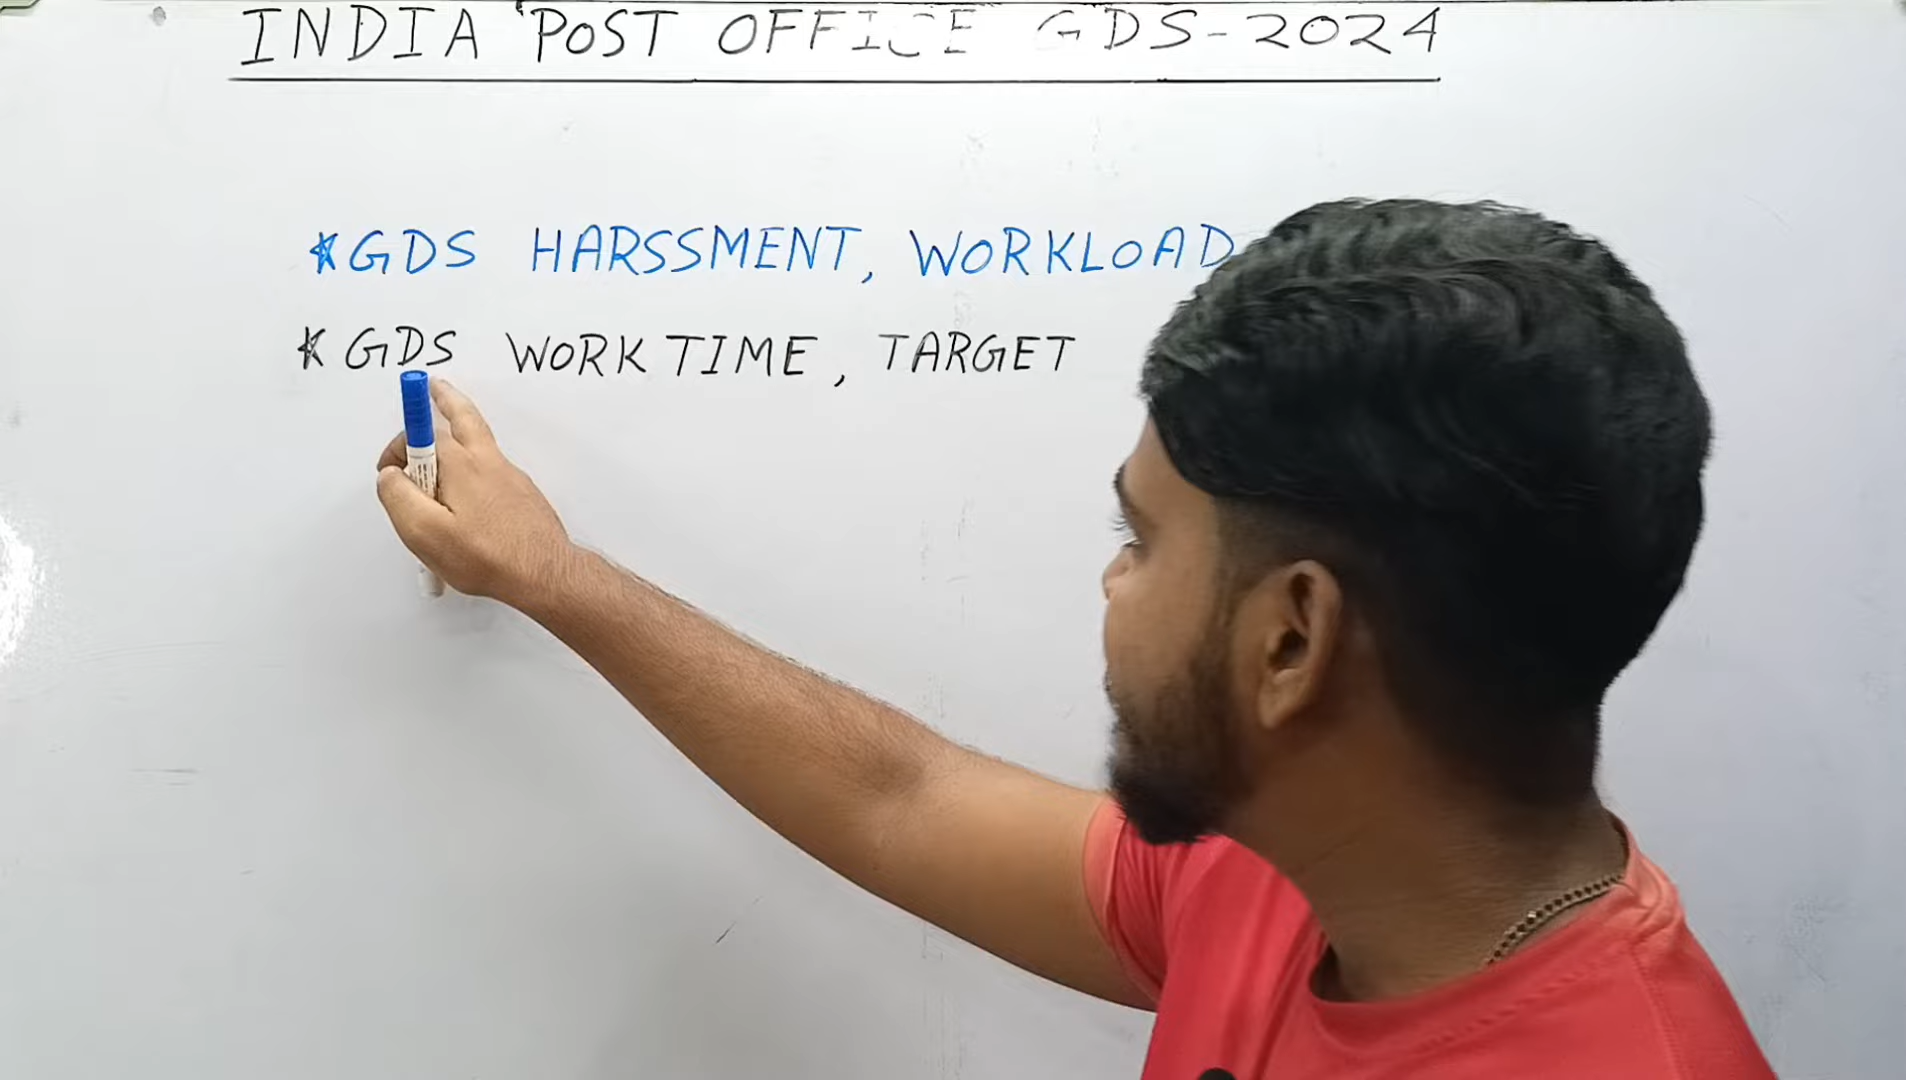 INDIA POST OFFICE GDS-2024
*GDS HARSSMENT, WORKLOAD
*GDS WORK TIME, TARGET